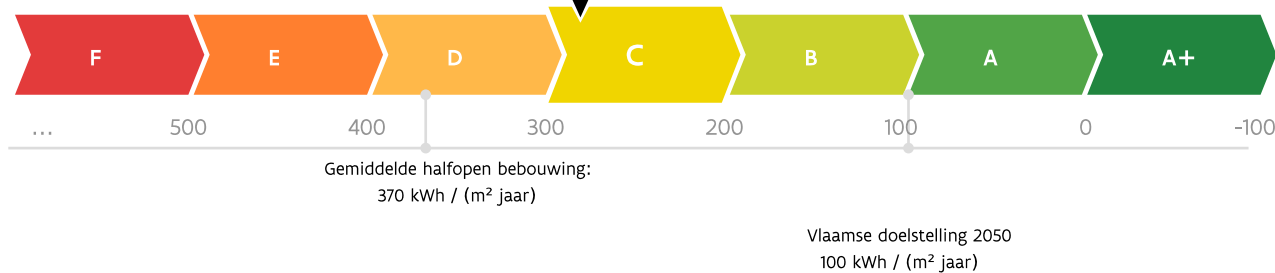 F E D C B A A+
... 500 400 300 200 100 0 -100
Gemiddelde halfopen bebouwing:
370 kWh / (m² jaar)
Vlaamse doelstelling 2050
100 kWh / (m² jaar)